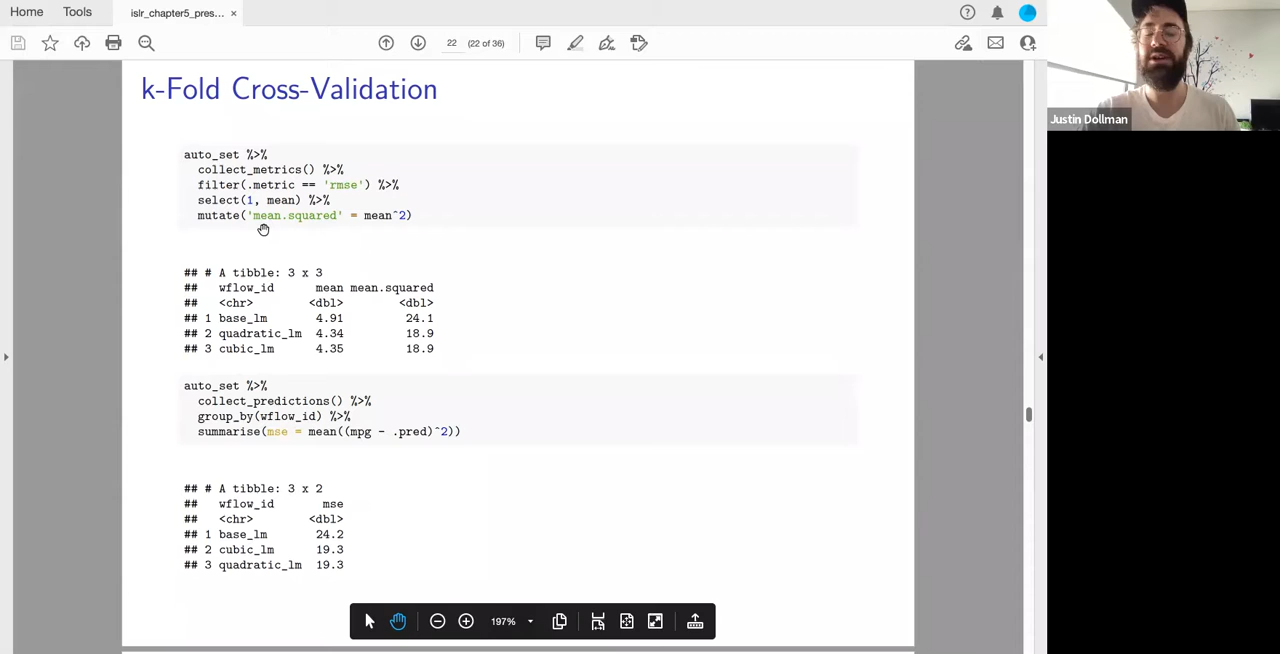 Home Tools islr_chapter5_pres... ×
22 (22 of 36)
k-Fold Cross-Validation
auto_set %>%
collect_metrics() %>%
filter(.metric == 'rmse') %>%
select(1, mean) %>%
mutate('mean.squared' = mean^2)
## # A tibble: 3 x 3
## wflow_id mean mean.squared
## <chr> <dbl> <dbl>
## 1 base_lm 4.91 24.1
## 2 quadratic_lm 4.34 18.9
## 3 cubic_lm 4.35 18.9
auto_set %>%
collect_predictions() %>%
group_by(wflow_id) %>%
summarise(mse = mean((mpg - .pred)^2))
## # A tibble: 3 x 2
## wflow_id mse
## <chr> <dbl>
## 1 base_lm 24.2
## 2 cubic_lm 19.3
## 3 quadratic_lm 19.3
197%
Justin Dollman